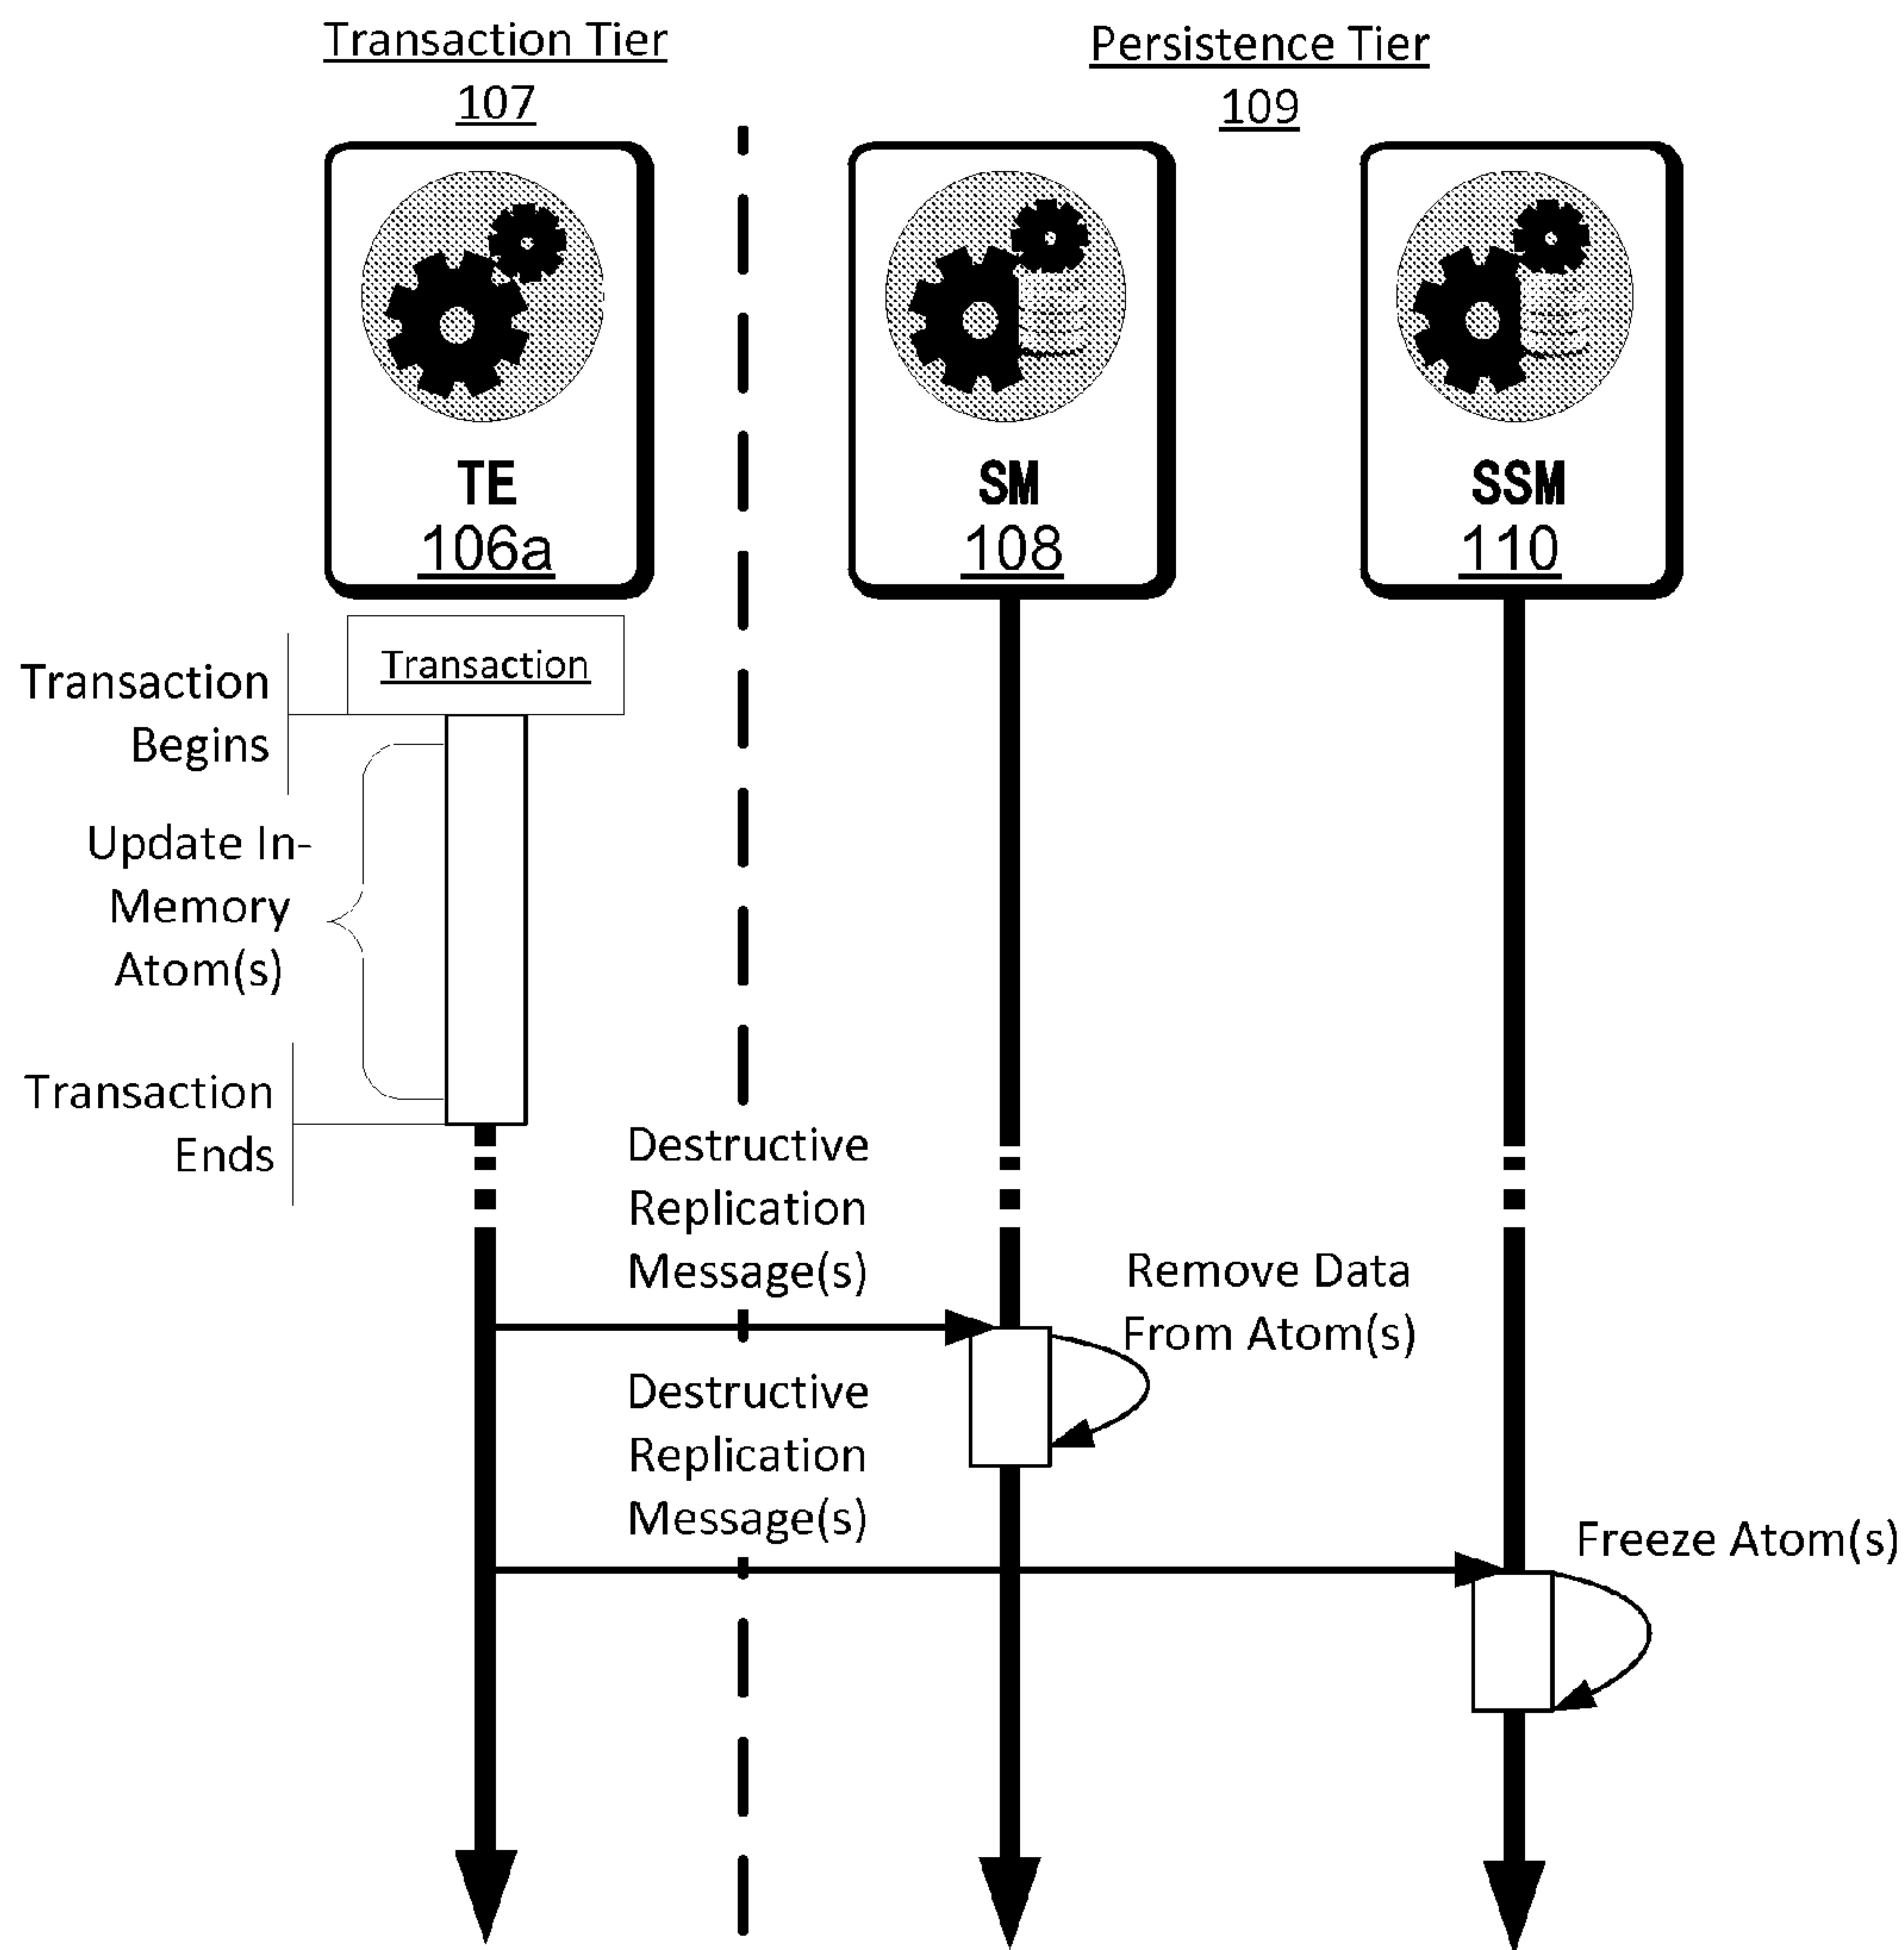 Transaction Tier
107
Persistence Tier
109
TE
106a
SM
108
SSM
110
Transaction
Transaction
Begins
Update In-
Memory
Atom(s)
Transaction
Ends
Destructive
Replication
Message(s)
Remove Data
From Atom(s)
Destructive
Replication
Message(s)
Freeze Atom(s)